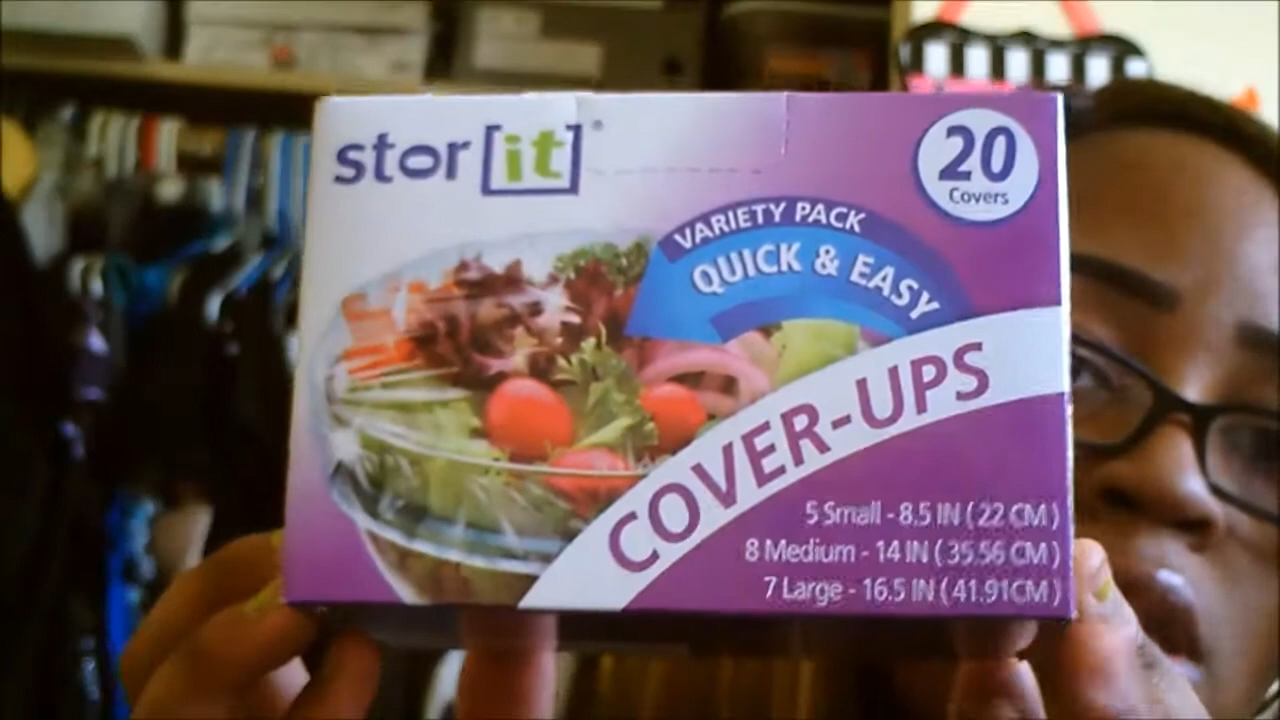 stor[it]®
20
Covers
VARIETY PACK
QUICK & EASY
COVER-UPS
5 Small - 8.5 IN ( 22 CM )
8 Medium - 14 IN ( 35.56 CM )
7 Large - 16.5 IN ( 41.91CM )